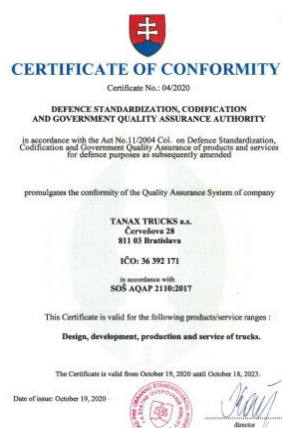 CERTIFICATE OF CONFORMITY
Certificate No.: 04/2020
DEFENCE STANDARDIZATION, CODIFICATION
AND GOVERNMENT QUALITY ASSURANCE AUTHORITY
in accordance with the Act No.11/2004 Col. on Defence Standardization,
Codification and Government Quality Assurance of products and services
for defence purposes as subsequently amended
promulgates the conformity of the Quality Assurance System of company
TANAX TRUCKS a.s.
Červeňova 28
811 03 Bratislava
IČO: 36 392 171
in accordance with
SOŠ AQAP 2110:2017
This Certificate is valid for the following products/service ranges :
Design, development, production and service of trucks.
The Certificate is valid from October 19, 2020 until October 18, 2023.
Date of issue: October 19, 2020
director